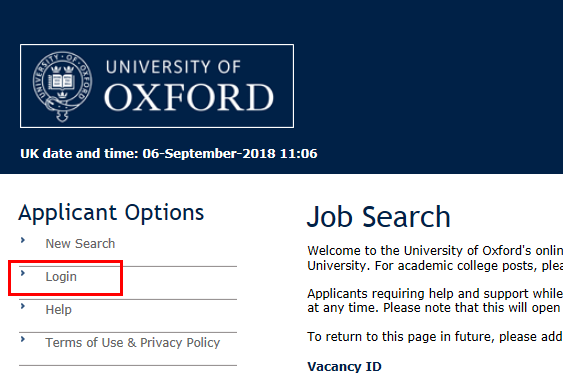 UNIVERSITY OF
OXFORD
UK date and time: 06-September-2018 11:06
Applicant Options
New Search
Login
Help
Terms of Use & Privacy Policy
Job Search
Welcome to the University of Oxford's onlin
University. For academic college posts, plea
Applicants requiring help and support while
at any time. Please note that this will open
To return to this page in future, please add
Vacancy ID